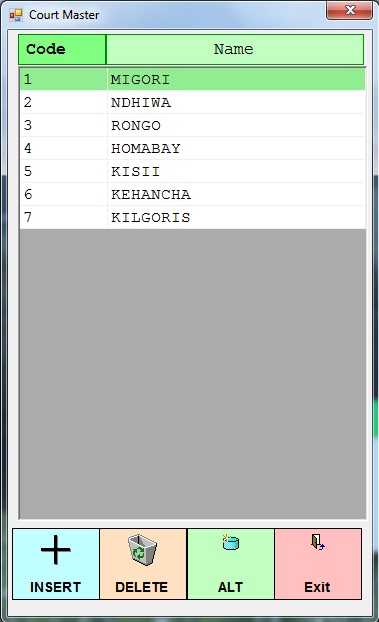 Court Master
Code Name
1 MIGORI
2 NDHIWA
3 RONGO
4 HOMABAY
5 KISII
6 KEHANCHA
7 KILGORIS
INSERT DELETE ALT Exit